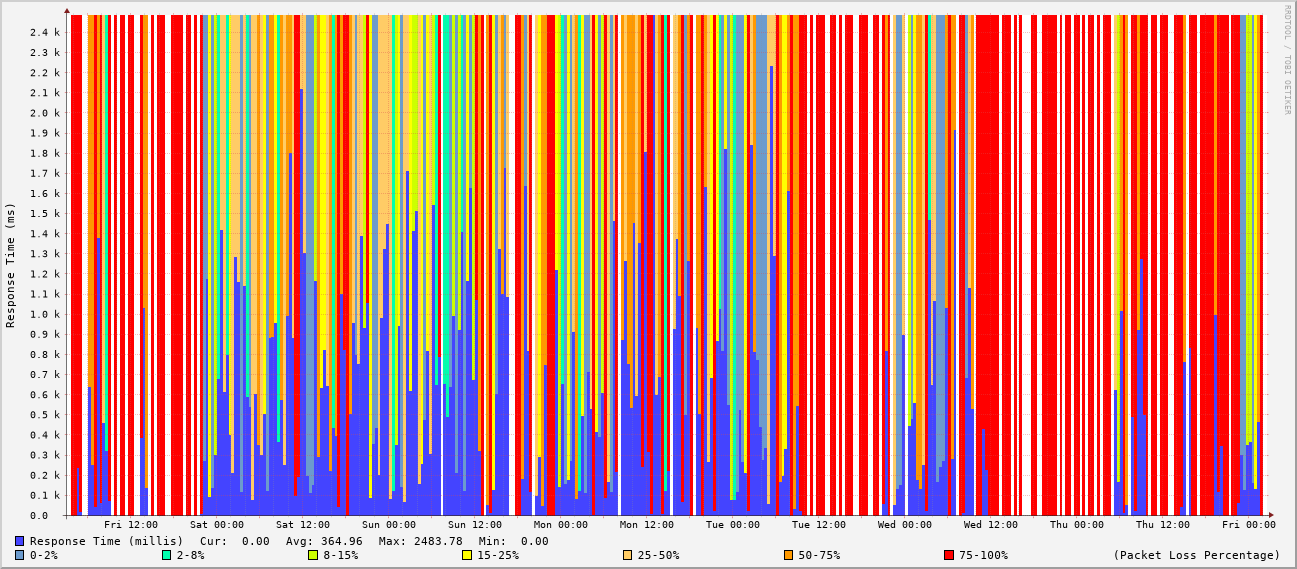 RRDTOOL / TOBI OETIKER
Response Time (ms)
2.4 k
2.3 k
2.2 k
2.1 k
2.0 k
1.9 k
1.8 k
1.7 k
1.6 k
1.5 k
1.4 k
1.3 k
1.2 k
1.1 k
1.0 k
0.9 k
0.8 k
0.7 k
0.6 k
0.5 k
0.4 k
0.3 k
0.2 k
0.1 k
0.0
Fri 12:00 Sat 00:00 Sat 12:00 Sun 00:00 Sun 12:00 Mon 00:00 Mon 12:00 Tue 00:00 Tue 12:00 Wed 00:00 Wed 12:00 Thu 00:00 Thu 12:00 Fri 00:00
Response Time (millis) Cur: 0.00 Avg: 364.96 Max: 2483.78 Min: 0.00
0-2% 2-8% 8-15% 15-25% 25-50% 50-75% 75-100% (Packet Loss Percentage)